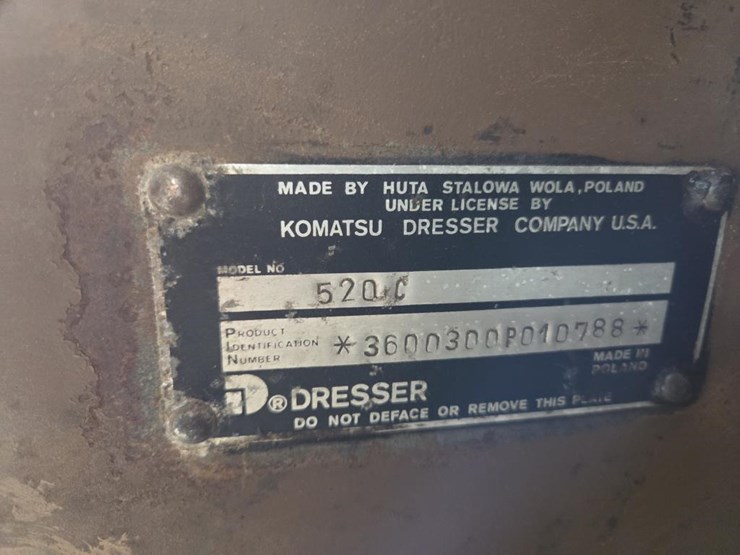 MADE BY HUTA STALOWA WOLA, POLAND
UNDER LICENSE BY
KOMATSU DRESSER COMPANY U.S.A.
MODEL NO
520 C
PRODUCT
IDENTIFICATION
NUMBER
*3600300P010788*
MADE IN
POLAND
® DRESSER
DO NOT DEFACE OR REMOVE THIS PLATE